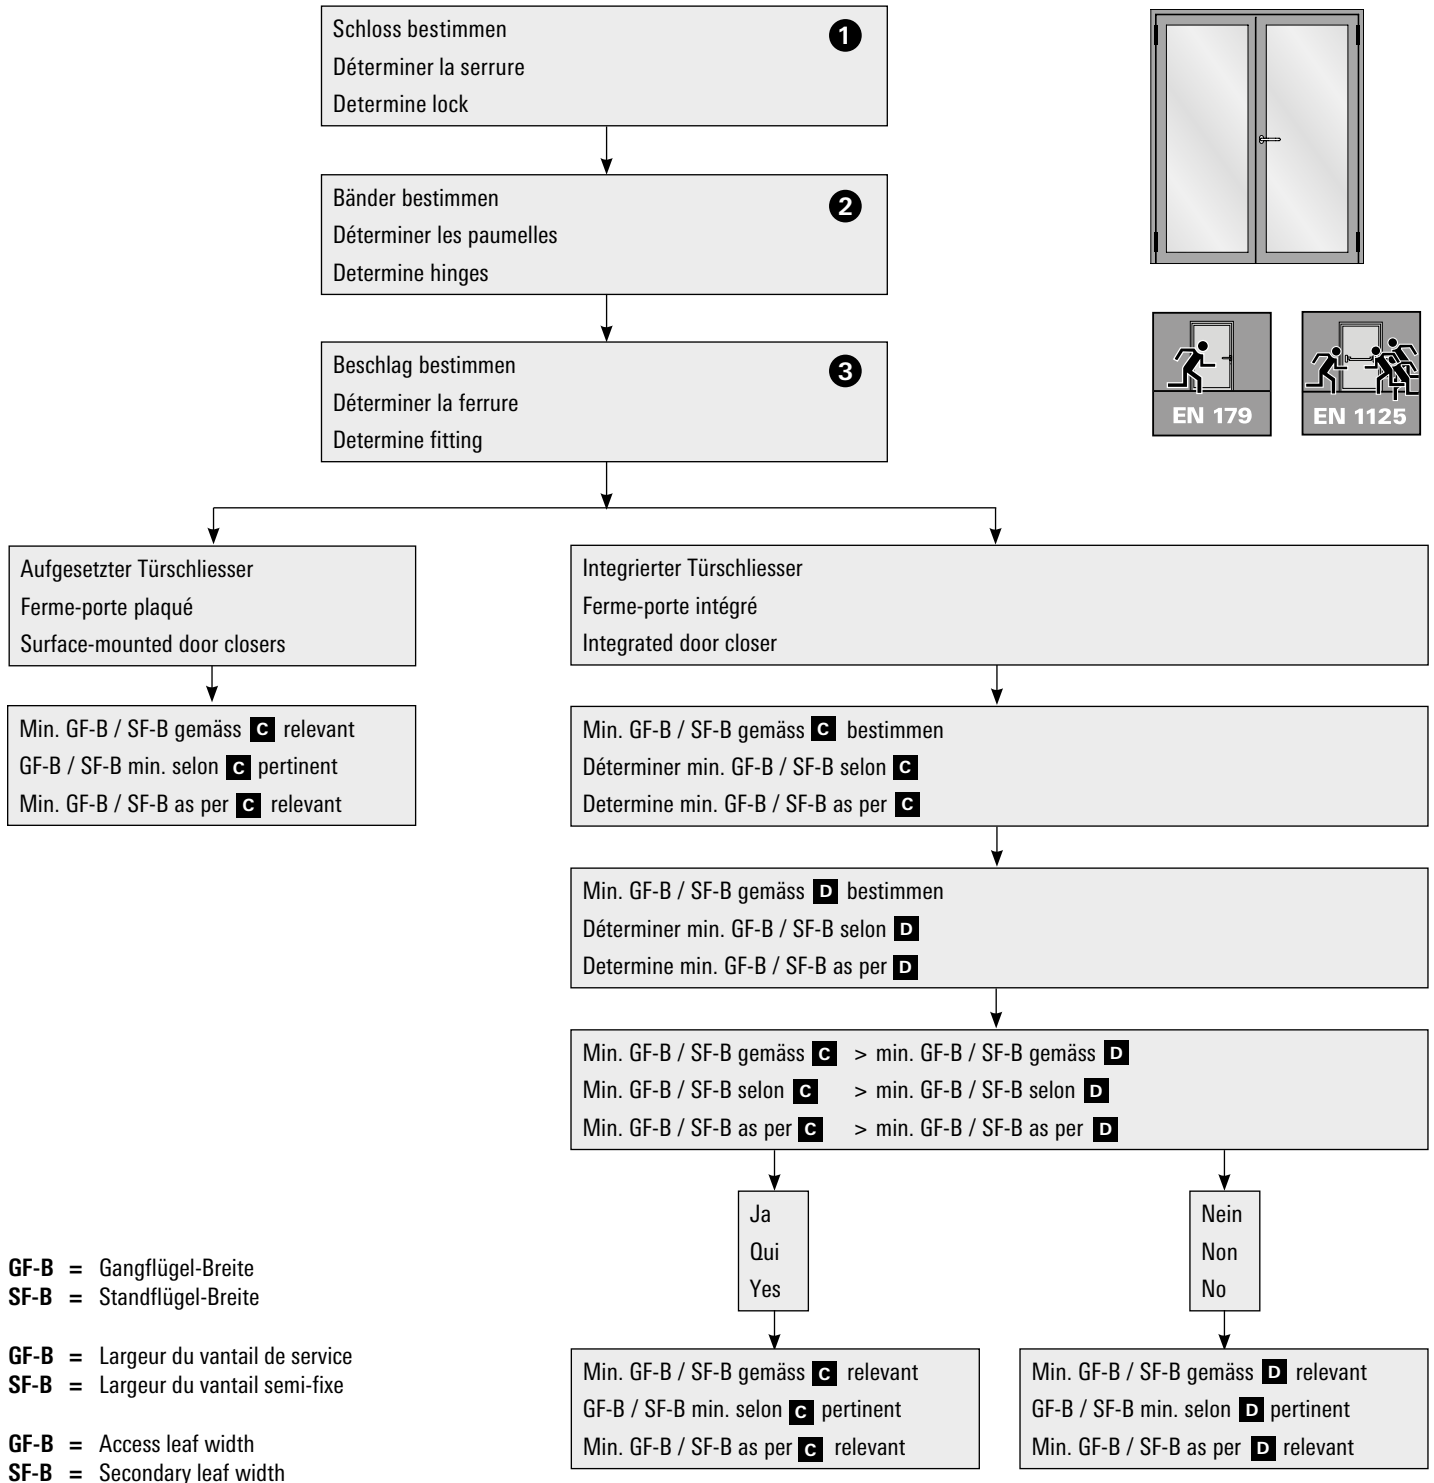 Schloss bestimmen
1
Déterminer la serrure
Determine lock
Bänder bestimmen
2
Déterminer les paumelles
Determine hinges
Beschlag bestimmen
3
Déterminer la ferrure
Determine fitting
EN 179
EN 1125
Aufgesetzter Türschliesser
Ferme-porte plaqué
Surface-mounted door closers
Integrierter Türschliesser
Ferme-porte intégré
Integrated door closer
Min. GF-B / SF-B gemäss C relevant
GF-B / SF-B min. selon C pertinent
Min. GF-B / SF-B as per C relevant
Min. GF-B / SF-B gemäss C bestimmen
Déterminer min. GF-B / SF-B selon C
Determine min. GF-B / SF-B as per C
Min. GF-B / SF-B gemäss D bestimmen
Déterminer min. GF-B / SF-B selon D
Determine min. GF-B / SF-B as per D
Min. GF-B / SF-B gemäss C > min. GF-B / SF-B gemäss D
Min. GF-B / SF-B selon C > min. GF-B / SF-B selon D
Min. GF-B / SF-B as per C > min. GF-B / SF-B as per D
Ja
Qui
Yes
Nein
Non
No
Min. GF-B / SF-B gemäss C relevant
GF-B / SF-B min. selon C pertinent
Min. GF-B / SF-B as per C relevant
Min. GF-B / SF-B gemäss D relevant
GF-B / SF-B min. selon D pertinent
Min. GF-B / SF-B as per D relevant
GF-B = Gangflügel-Breite
SF-B = Standflügel-Breite
GF-B = Largeur du vantail de service
SF-B = Largeur du vantail semi-fixe
GF-B = Access leaf width
SF-B = Secondary leaf width